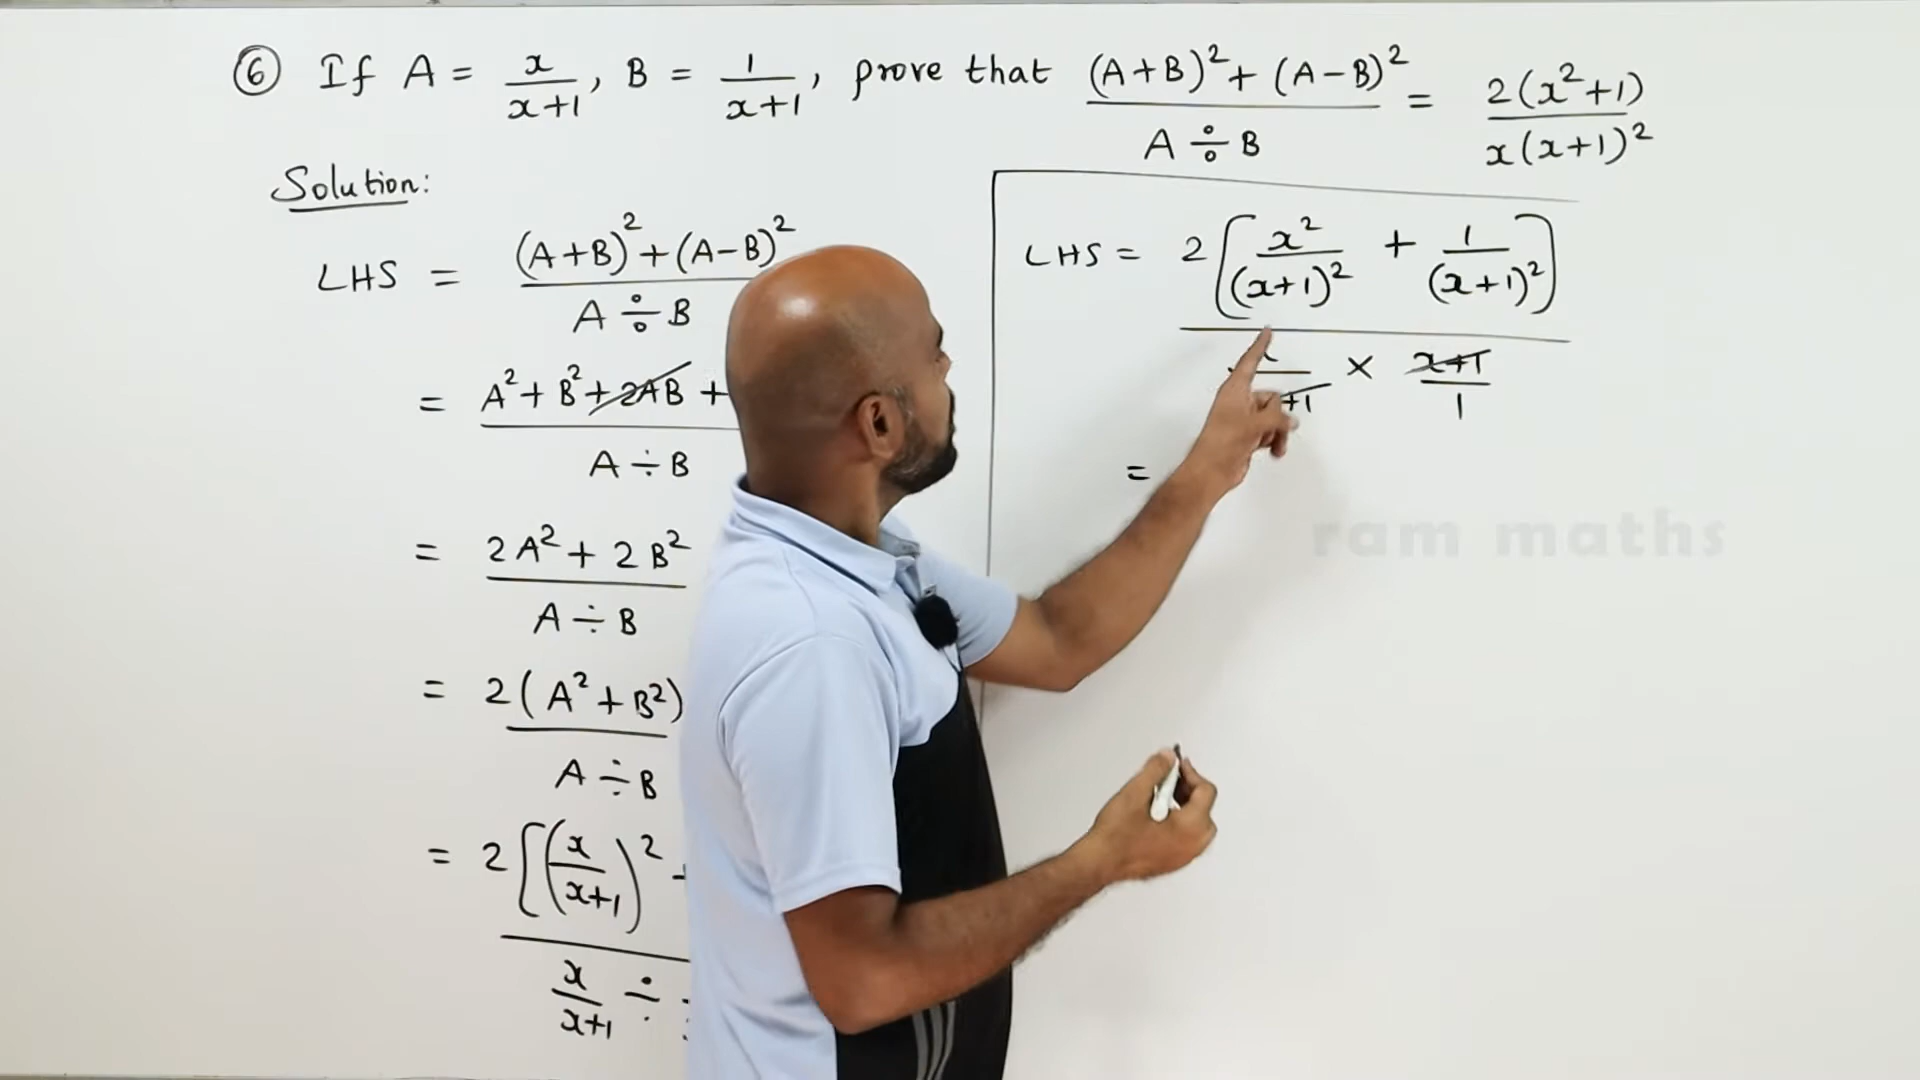 ⑥ If A = x/(x+1), B = 1/(x+1), prove that ((A+B)² + (A-B)²)/(A ÷ B) = 2(x²+1)/(x(x+1)²)
Solution:
LHS = ((A+B)² + (A-B)²)/(A ÷ B)
= (A² + B² + 2AB +)/(A ÷ B)
= (2A² + 2B²)/(A ÷ B)
= 2(A² + B²)/(A ÷ B)
= 2[(x/(x+1))²
x/(x+1) ÷
LHS = 2[x²/(x+1)² + 1/(x+1)²]
+1 × (x+1)/1
=
ram maths